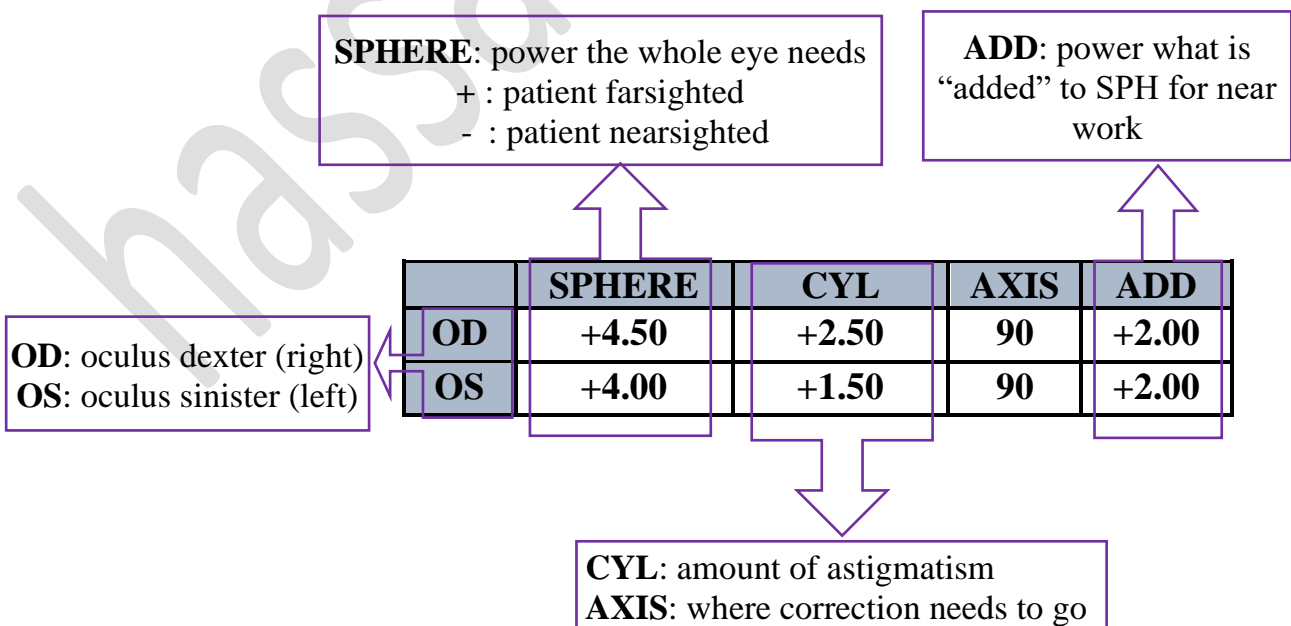 SPHERE: power the whole eye needs
+ : patient farsighted
- : patient nearsighted
ADD: power what is
“added” to SPH for near
work
SPHERE CYL AXIS ADD
OD +4.50 +2.50 90 +2.00
OS +4.00 +1.50 90 +2.00
OD: oculus dexter (right)
OS: oculus sinister (left)
CYL: amount of astigmatism
AXIS: where correction needs to go